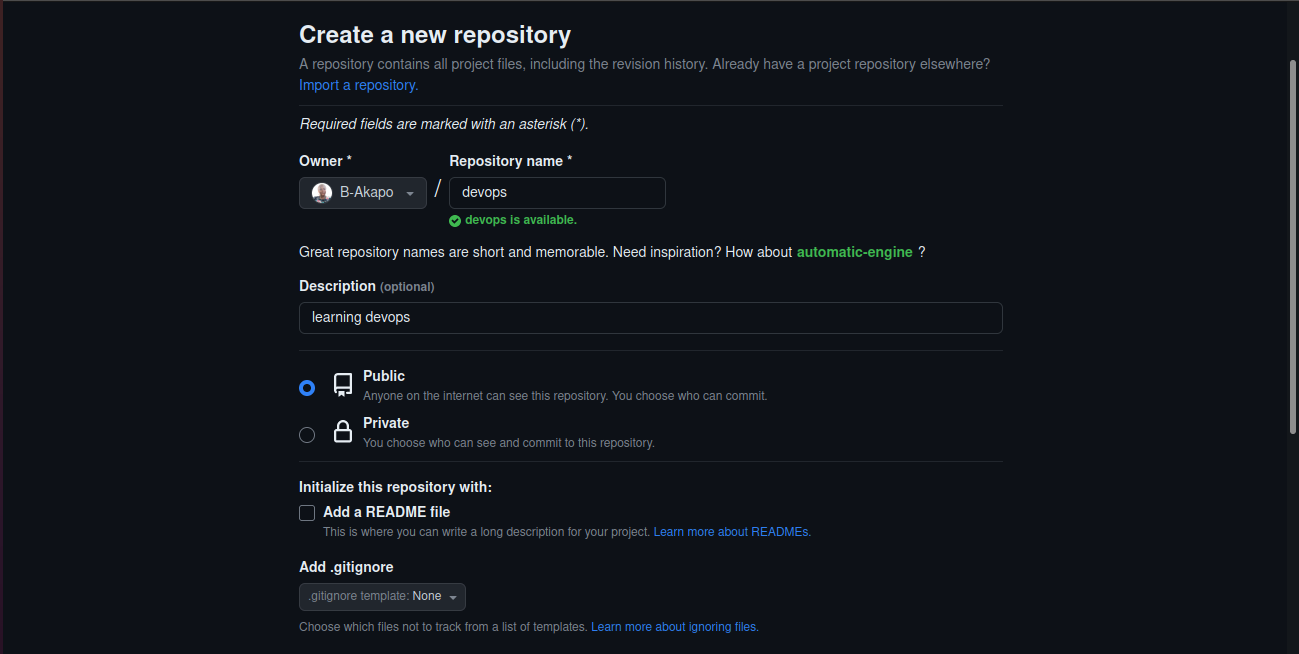 Create a new repository
A repository contains all project files, including the revision history. Already have a project repository elsewhere?
Import a repository.
Required fields are marked with an asterisk (*).
Owner * Repository name *
B-Akapo / devops
devops is available.
Great repository names are short and memorable. Need inspiration? How about automatic-engine ?
Description (optional)
learning devops
Public
Anyone on the internet can see this repository. You choose who can commit.
Private
You choose who can see and commit to this repository.
Initialize this repository with:
Add a README file
This is where you can write a long description for your project. Learn more about READMEs.
Add .gitignore
.gitignore template: None
Choose which files not to track from a list of templates. Learn more about ignoring files.